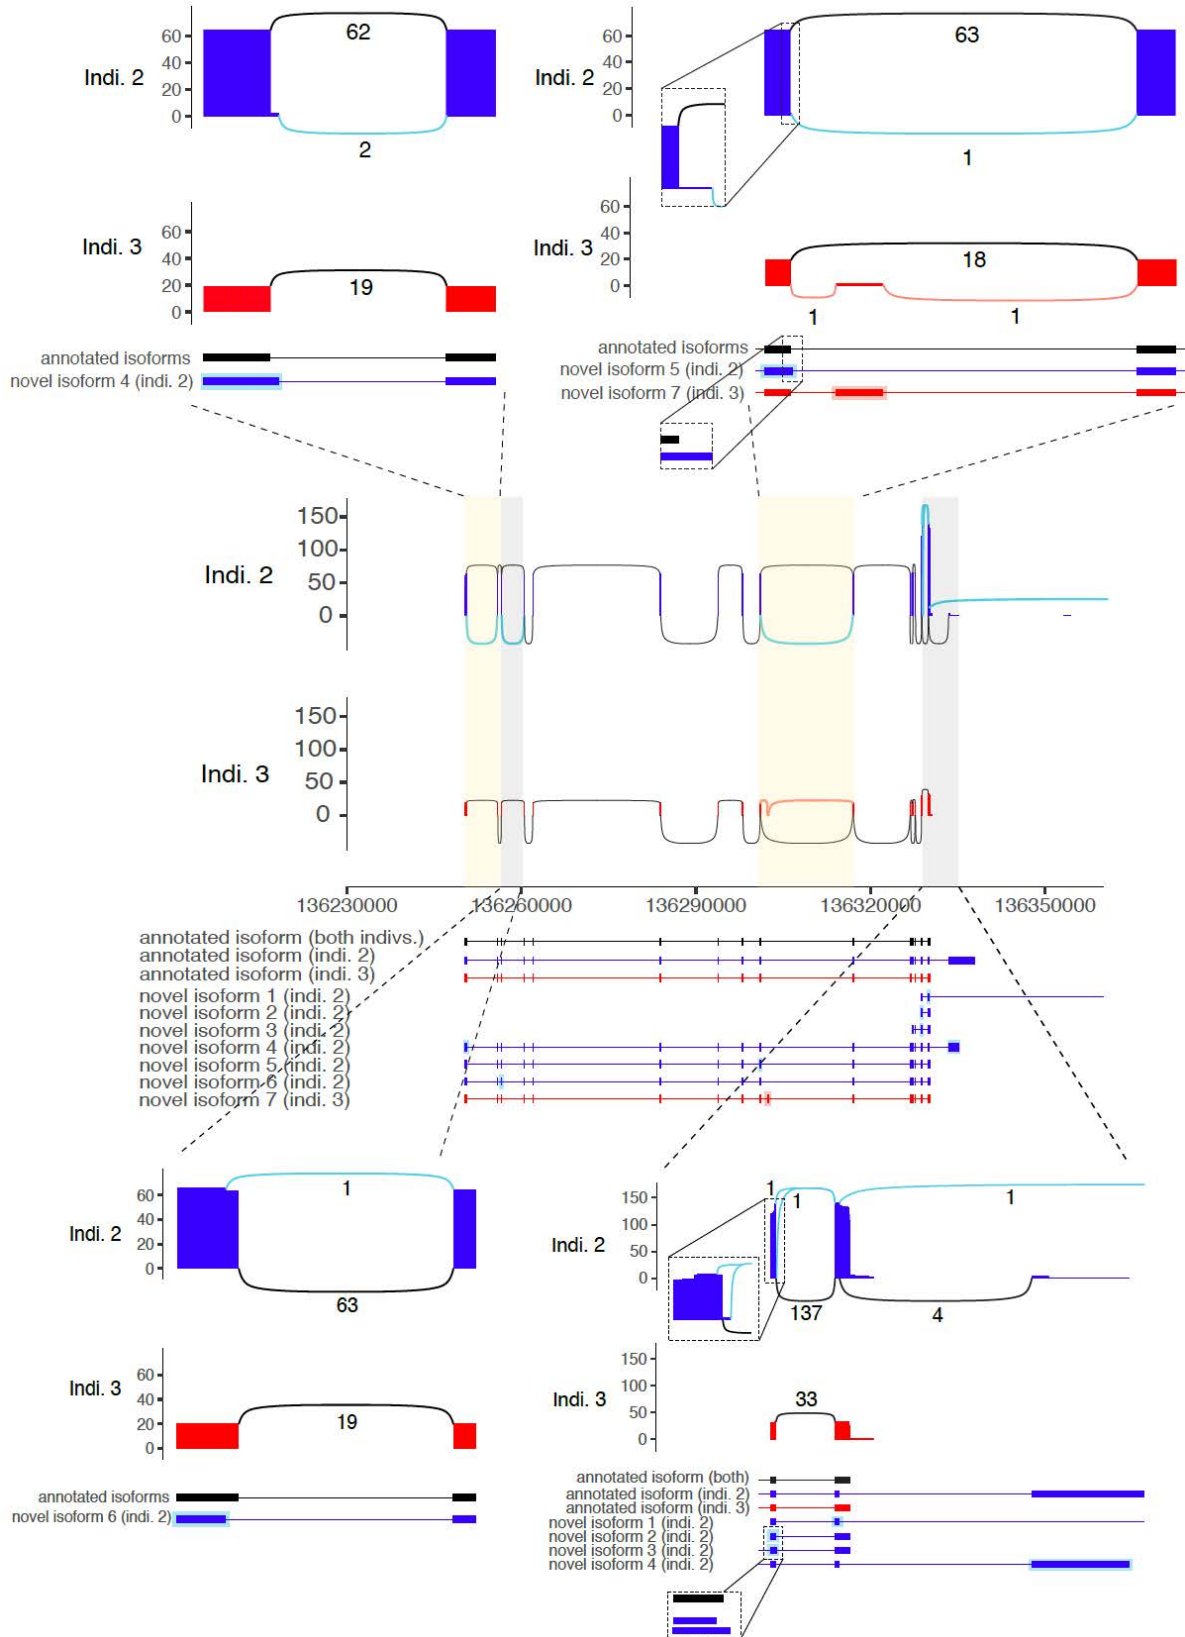 60
40
20
0
Indi. 2
62
2
60
40
20
0
Indi. 3
19
annotated isoforms
novel isoform 4 (indi. 2)
60
40
20
0
Indi. 2
63
1
60
40
20
0
Indi. 3
18
1
1
annotated isoforms
novel isoform 5 (indi. 2)
novel isoform 7 (indi. 3)
150
100
50
0
Indi. 2
150
100
50
0
Indi. 3
136230000 136260000 136290000 136320000 136350000
annotated isoform (both indivs.)
annotated isoform (indi. 2)
annotated isoform (indi. 3)
novel isoform 1 (indi. 2)
novel isoform 2 (indi. 2)
novel isoform 3 (indi. 2)
novel isoform 4 (indi. 2)
novel isoform 5 (indi. 2)
novel isoform 6 (indi. 2)
novel isoform 7 (indi. 3)
60
40
20
0
Indi. 2
1
63
60
40
20
0
Indi. 3
19
annotated isoforms
novel isoform 6 (indi. 2)
150
100
50
0
Indi. 2
1
1
1
137
4
150
100
50
0
Indi. 3
33
annotated isoform (both)
annotated isoform (indi. 2)
annotated isoform (indi. 3)
novel isoform 1 (indi. 2)
novel isoform 2 (indi. 2)
novel isoform 3 (indi. 2)
novel isoform 4 (indi. 2)